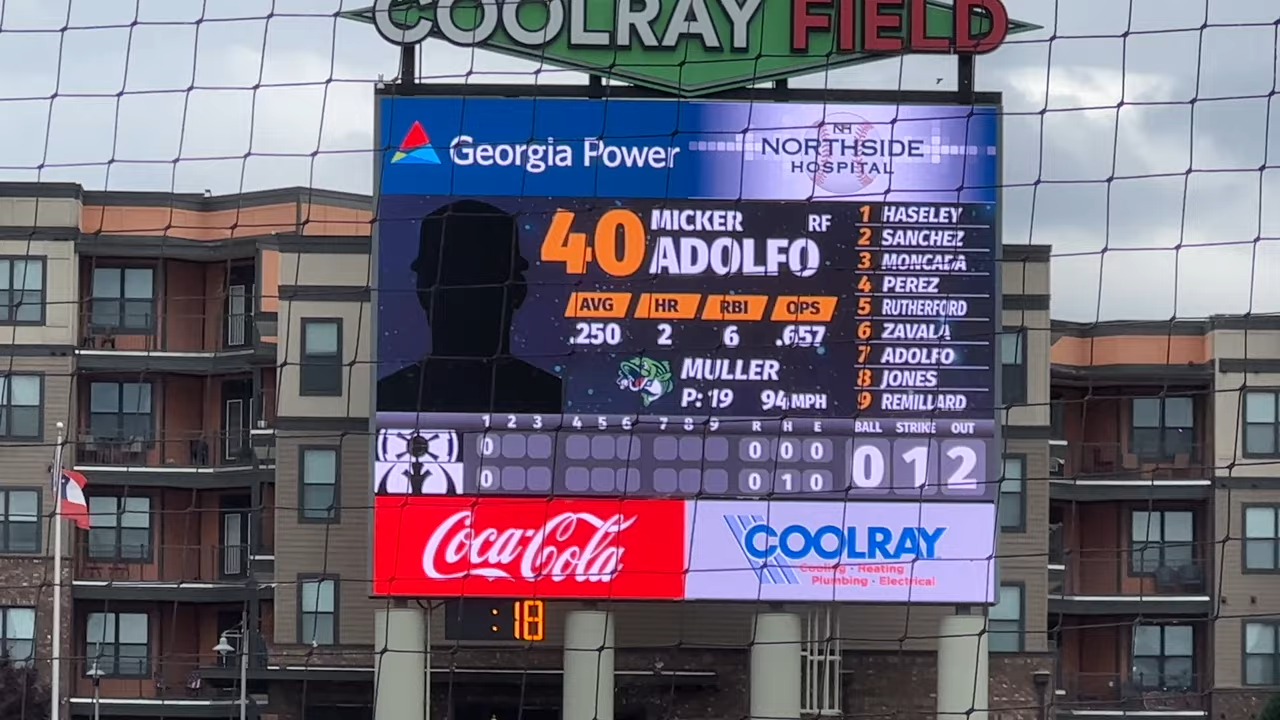 COOLRAY FIELD
Georgia Power
NH
NORTHSIDE
HOSPITAL
40 MICKER RF
ADOLFO
AVG HR RBI OPS
.250 2 6 .657
MULLER
P: 19 94 MPH
1 HASELEY
2 SANCHEZ
3 MONCADA
4 PEREZ
5 RUTHERFORD
6 ZAVALA
7 ADOLFO
8 JONES
9 REMILLARD
1 2 3 4 5 6 7 8 9 R H E BALL STRIKE OUT
0 0 0 0
0 0 1 0
0 1 2
Coca-Cola
COOLRAY
Cooling · Heating
Plumbing · Electrical
:18